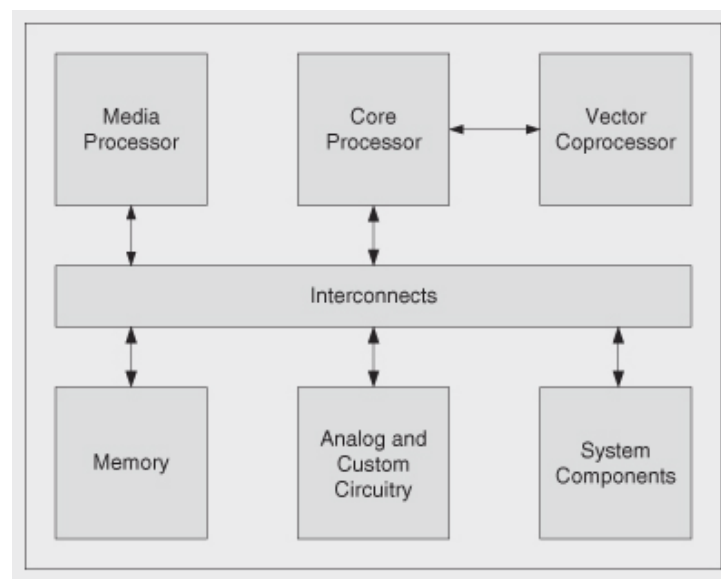 Media
Processor
Core
Processor
Vector
Coprocessor
Interconnects
Memory
Analog and
Custom
Circuitry
System
Components